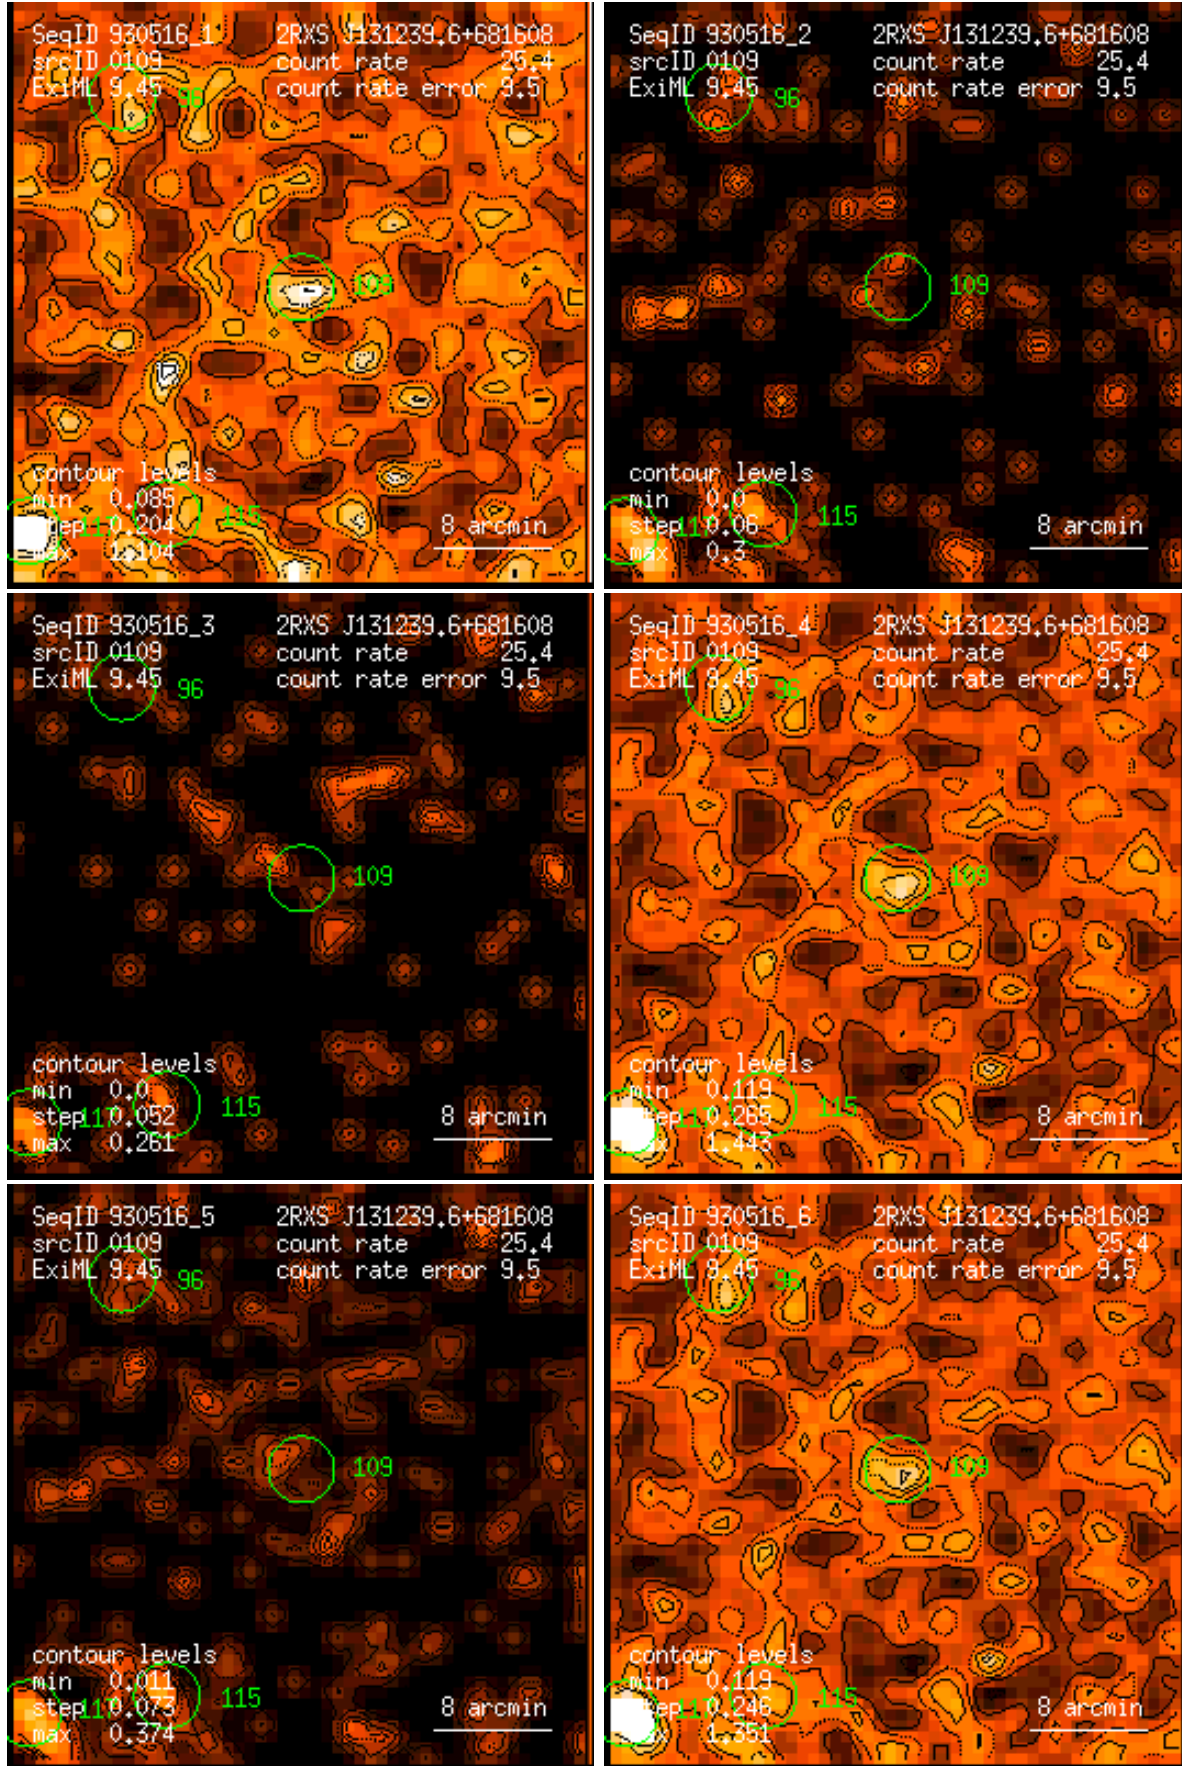 SeqID 930516_1 2RXS J131239.6+681608
srcID 0109 count rate 25.4
ExiML 9.45 count rate error 9.5
96
109
contour levels
min 0.085
step 0.204
max 1.104
117
115
8 arcmin
SeqID 930516_2 2RXS J131239.6+681608
srcID 0109 count rate 25.4
ExiML 9.45 count rate error 9.5
96
109
contour levels
min 0.0
step 0.06
max 0.3
117
115
8 arcmin
SeqID 930516_3 2RXS J131239.6+681608
srcID 0109 count rate 25.4
ExiML 9.45 count rate error 9.5
96
109
contour levels
min 0.0
step 0.052
max 0.261
117
115
8 arcmin
SeqID 930516_4 2RXS J131239.6+681608
srcID 0109 count rate 25.4
ExiML 9.45 count rate error 9.5
96
109
contour levels
min 0.119
step 0.265
max 1.443
117
115
8 arcmin
SeqID 930516_5 2RXS J131239.6+681608
srcID 0109 count rate 25.4
ExiML 9.45 count rate error 9.5
96
109
contour levels
min 0.011
step 0.073
max 0.374
117
115
8 arcmin
SeqID 930516_6 2RXS J131239.6+681608
srcID 0109 count rate 25.4
ExiML 9.45 count rate error 9.5
96
109
contour levels
min 0.119
step 0.246
max 1.351
117
115
8 arcmin